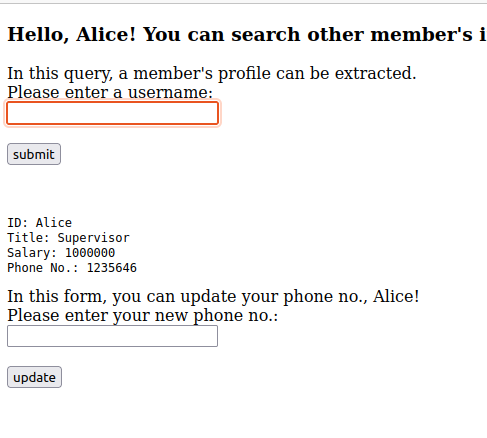 Hello, Alice! You can search other member's i
In this query, a member's profile can be extracted.
Please enter a username:
submit
ID: Alice
Title: Supervisor
Salary: 1000000
Phone No.: 1235646
In this form, you can update your phone no., Alice!
Please enter your new phone no.:
update